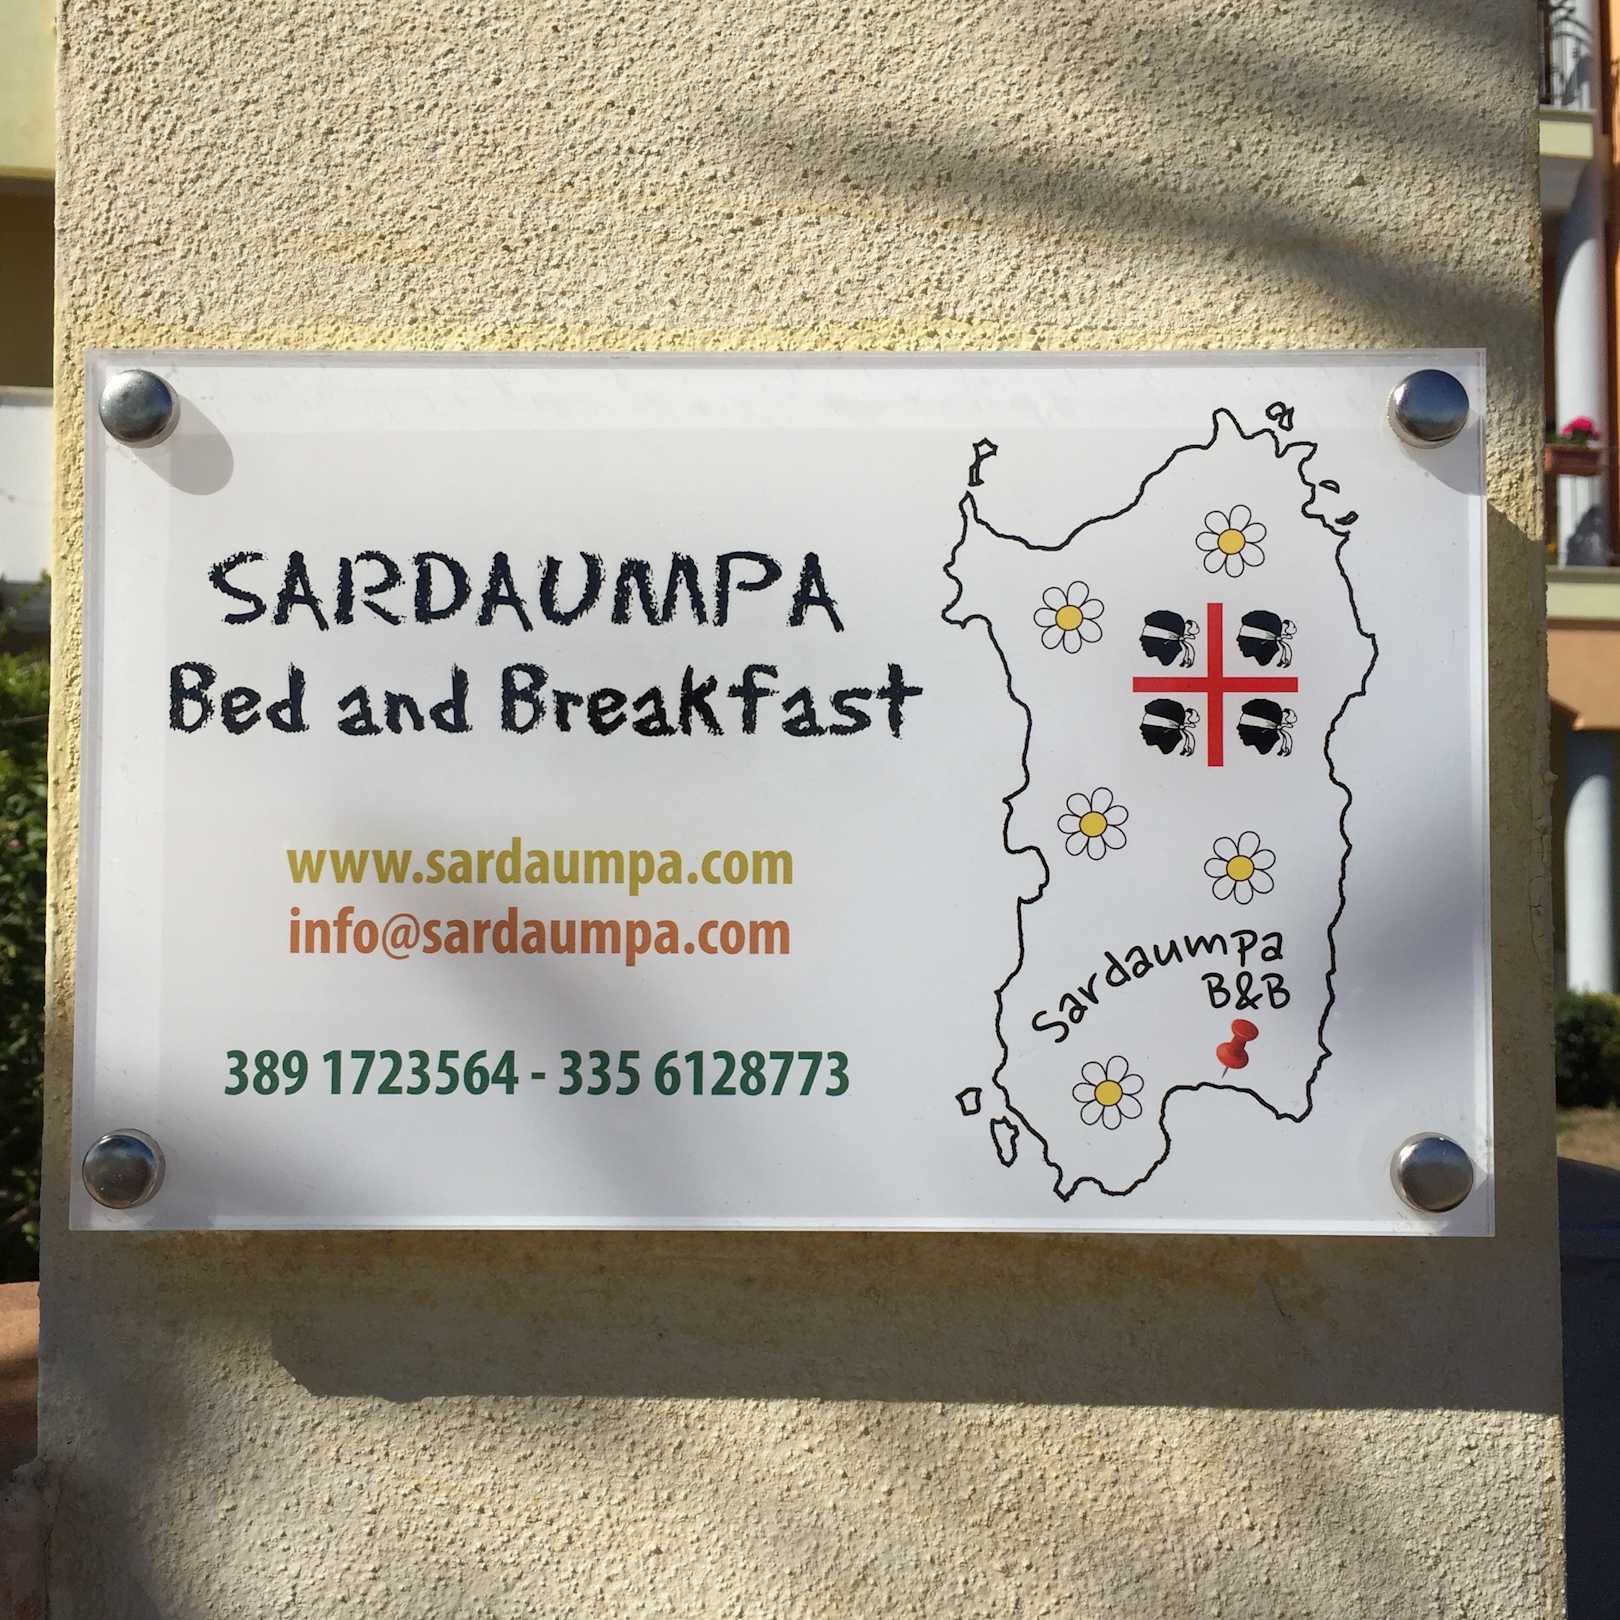 SARDAUMPA
Bed and Breakfast
www.sardaumpa.com
info@sardaumpa.com
389 1723564 - 335 6128773
Sardaumpa
B&B